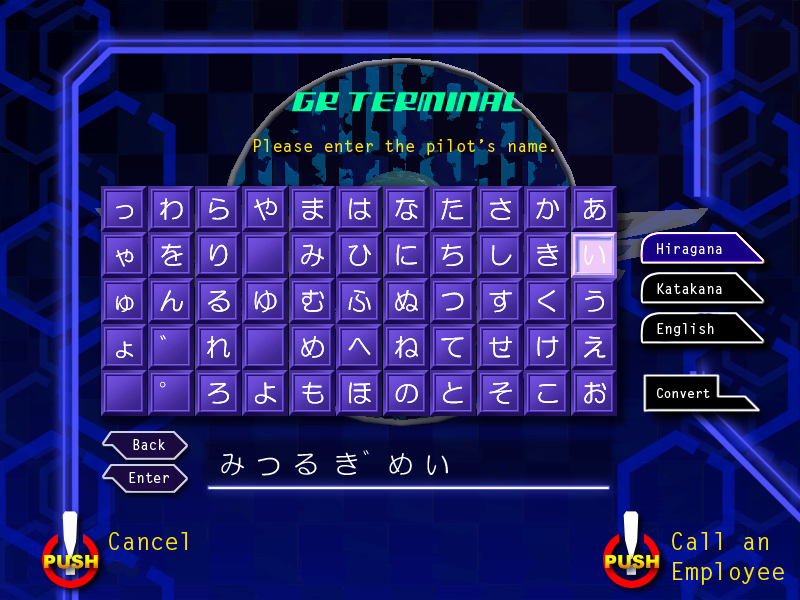 GP TERMINAL
Please enter the pilot's name.
っ わ ら や ま は な た さ か あ
ゃ を り み ひ に ち し き い
ゅ ん る ゆ む ふ ぬ つ す く う
ょ ゛ れ め へ ね て せ け え
゜ ろ よ も ほ の と そ こ お
Hiragana
Katakana
English
Convert
Back
Enter
みつるき゛めい
PUSH Cancel
PUSH Call an
Employee